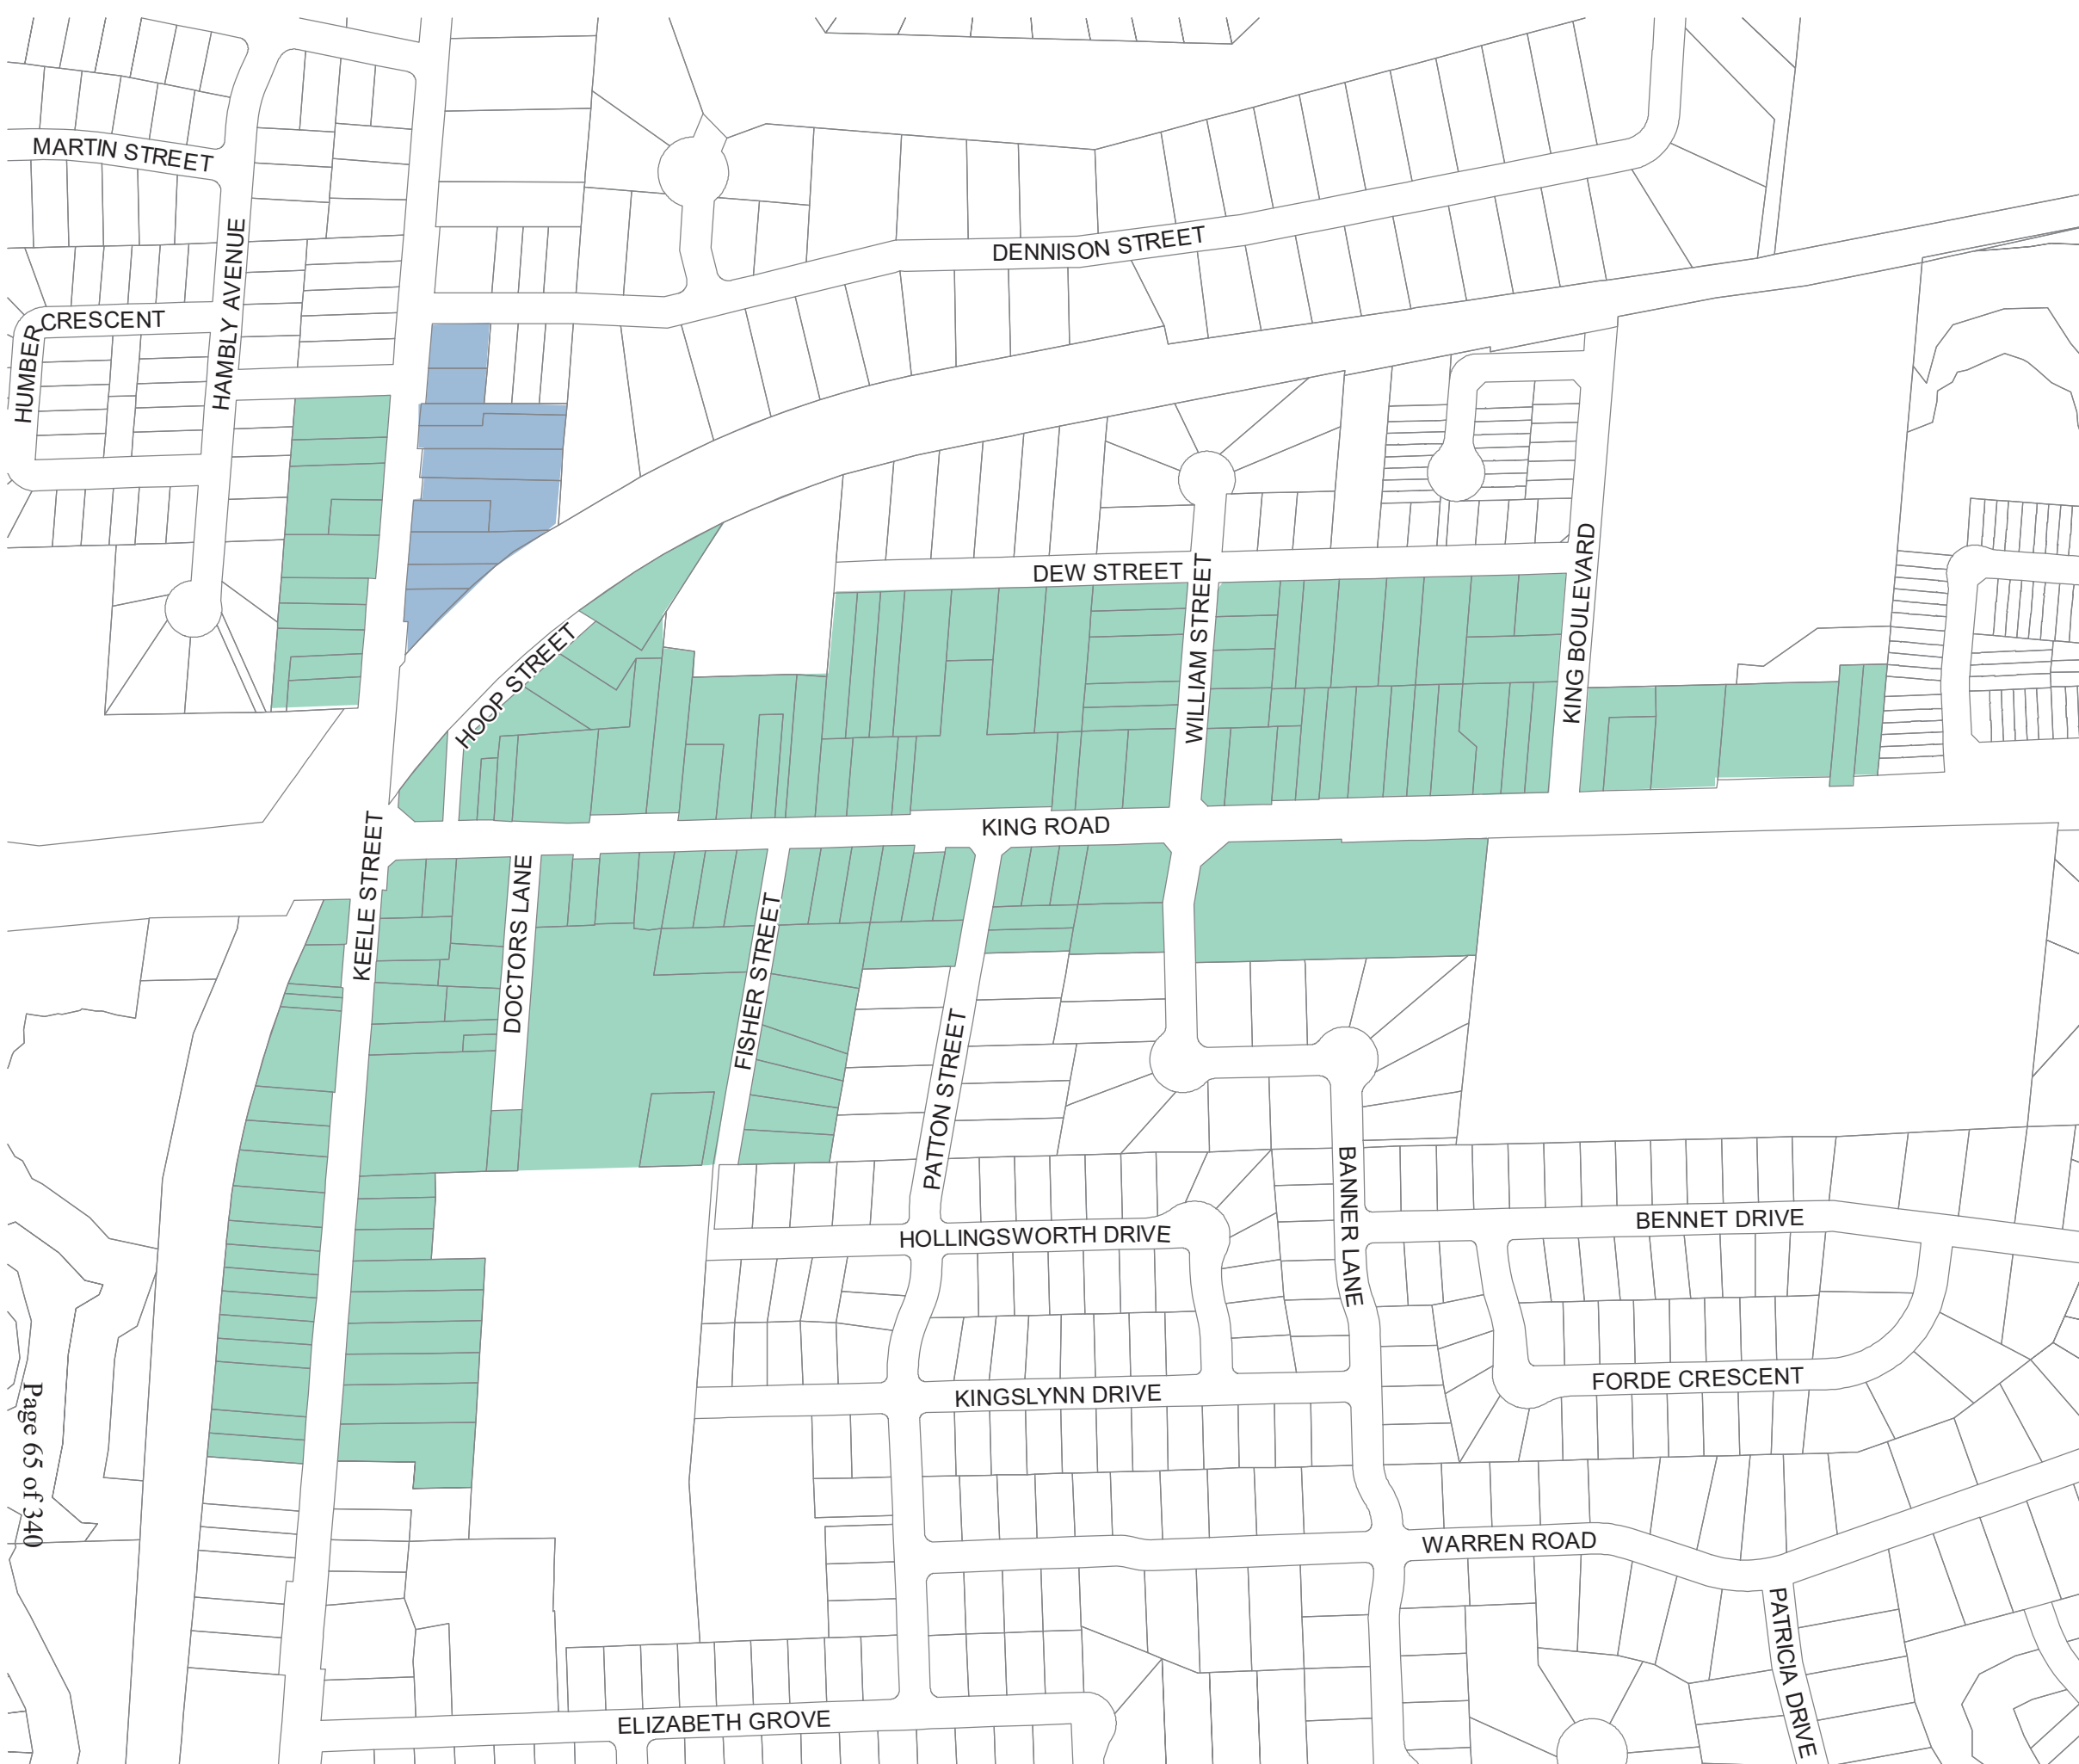 MARTIN STREET
HAMBLY AVENUE
DENNISON STREET
CRESCENT
HUMBER
DEW STREET
WILLIAM STREET
KING BOULEVARD
HOOP STREET
KING ROAD
KEELE STREET
DOCTORS LANE
FISHER STREET
PATTON STREET
BANNER LANE
BENNET DRIVE
HOLLINGSWORTH DRIVE
KINGSLYNN DRIVE
FORDE CRESCENT
Page 65 of 340
WARREN ROAD
PATRICIA DRIVE
ELIZABETH GROVE